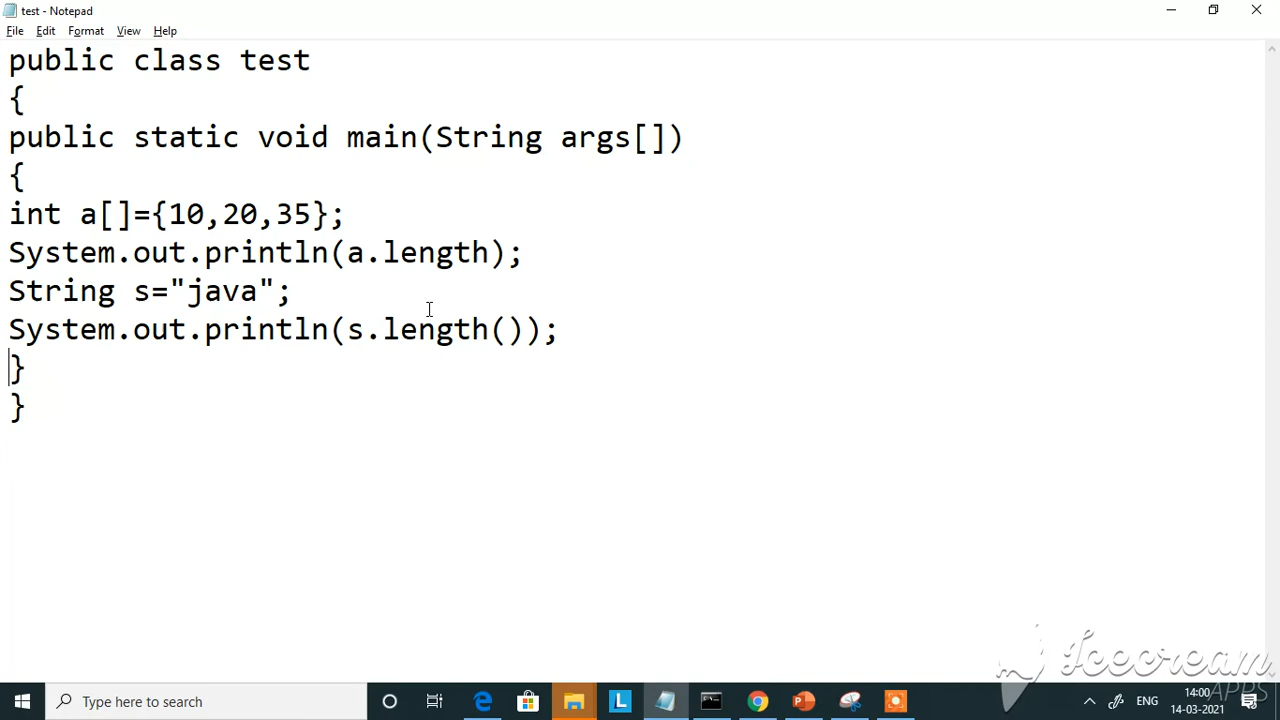 test - Notepad
File Edit Format View Help
public class test
{
public static void main(String args[])
{
int a[]={10,20,35};
System.out.println(a.length);
String s="java";
System.out.println(s.length());
}
}
Icecream
APPS
Type here to search
L
ENG
14:00
14-03-2021